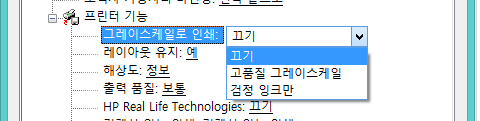 프린터 기능
그레이스케일로 인쇄: 끄기
끄기
고품질 그레이스케일
검정 잉크만
레이아웃 유지: 예
해상도: 정보
출력 품질: 보통
HP Real Life Technologies: 끄기